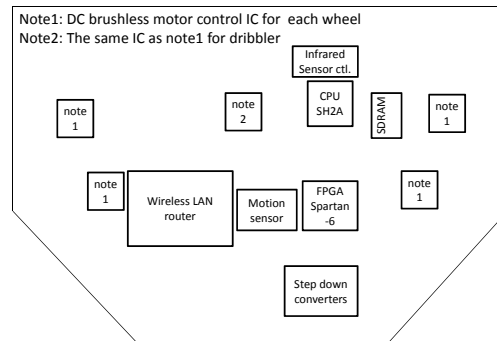 Note1: DC brushless motor control IC for each wheel
Note2: The same IC as note1 for dribbler
Infrared
Sensor ctl.
CPU
SH2A
SDRAM
note
1
note
2
note
1
note
1
Wireless LAN
router
Motion
sensor
FPGA
Spartan
-6
note
1
Step down
converters